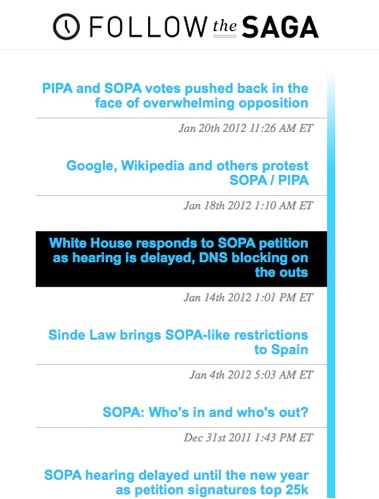 FOLLOW the SAGA
PIPA and SOPA votes pushed back in the
face of overwhelming opposition
Jan 20th 2012 11:26 AM ET
Google, Wikipedia and others protest
SOPA / PIPA
Jan 18th 2012 1:10 AM ET
White House responds to SOPA petition
as hearing is delayed, DNS blocking on
the outs
Jan 14th 2012 1:01 PM ET
Sinde Law brings SOPA-like restrictions
to Spain
Jan 4th 2012 5:03 AM ET
SOPA: Who's in and who's out?
Dec 31st 2011 1:43 PM ET
SOPA hearing delayed until the new year
as petition signatures top 25k